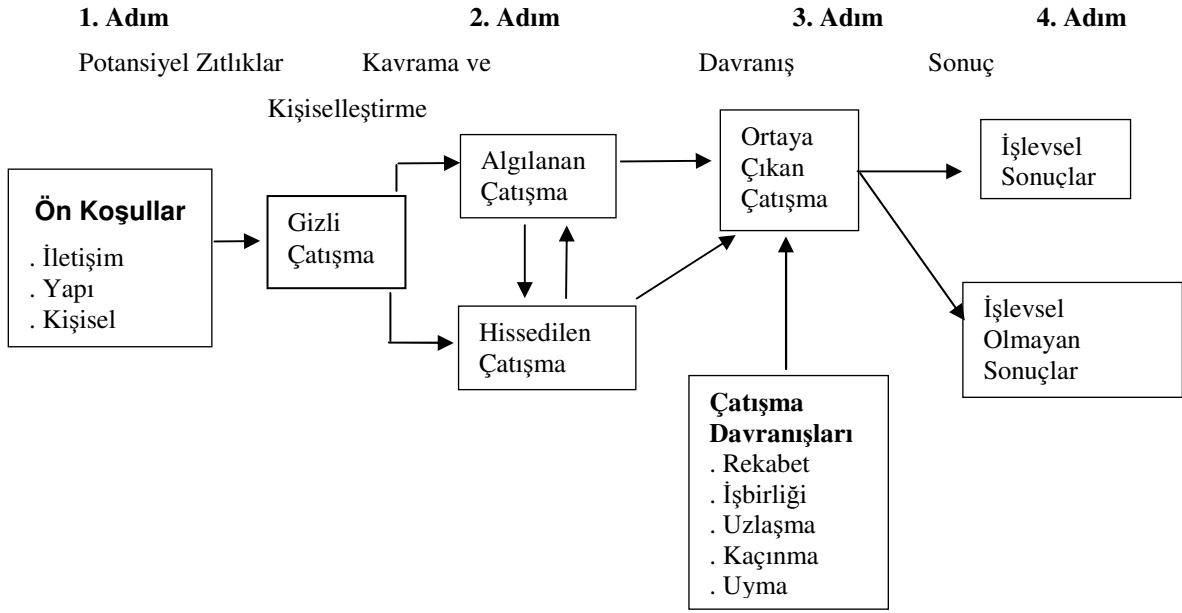 1. Adım
2. Adım
3. Adım
4. Adım
Potansiyel Zıtlıklar
Kavrama ve
Davranış
Sonuç
Kişiselleştirme
Ön Koşullar
. İletişim
. Yapı
. Kişisel
Gizli
Çatışma
Algılanan
Çatışma
Hissedilen
Çatışma
Ortaya
Çıkan
Çatışma
Çatışma
Davranışları
. Rekabet
. İşbirliği
. Uzlaşma
. Kaçınma
. Uyma
İşlevsel
Sonuçlar
İşlevsel
Olmayan
Sonuçlar